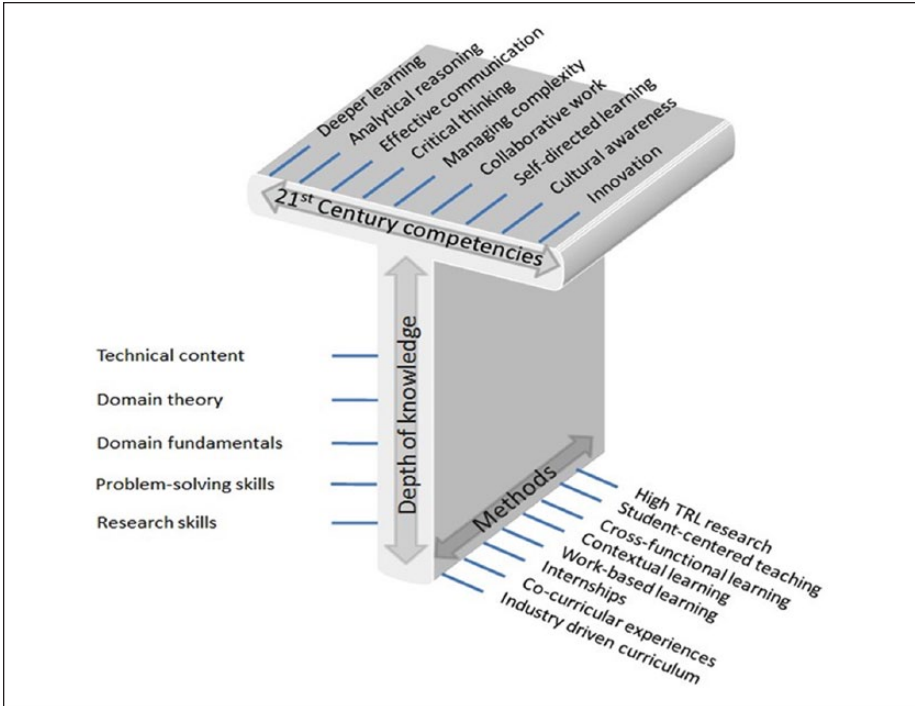 Deeper learning
Analytical reasoning
Effective communication
Critical thinking
Managing complexity
Collaborative work
Self-directed learning
Cultural awareness
Innovation
21st Century competencies
Depth of knowledge
Technical content
Domain theory
Domain fundamentals
Problem-solving skills
Research skills
Methods
High TRL research
Student-centered teaching
Cross-functional learning
Contextual learning
Work-based learning
Internships
Co-curricular experiences
Industry driven curriculum